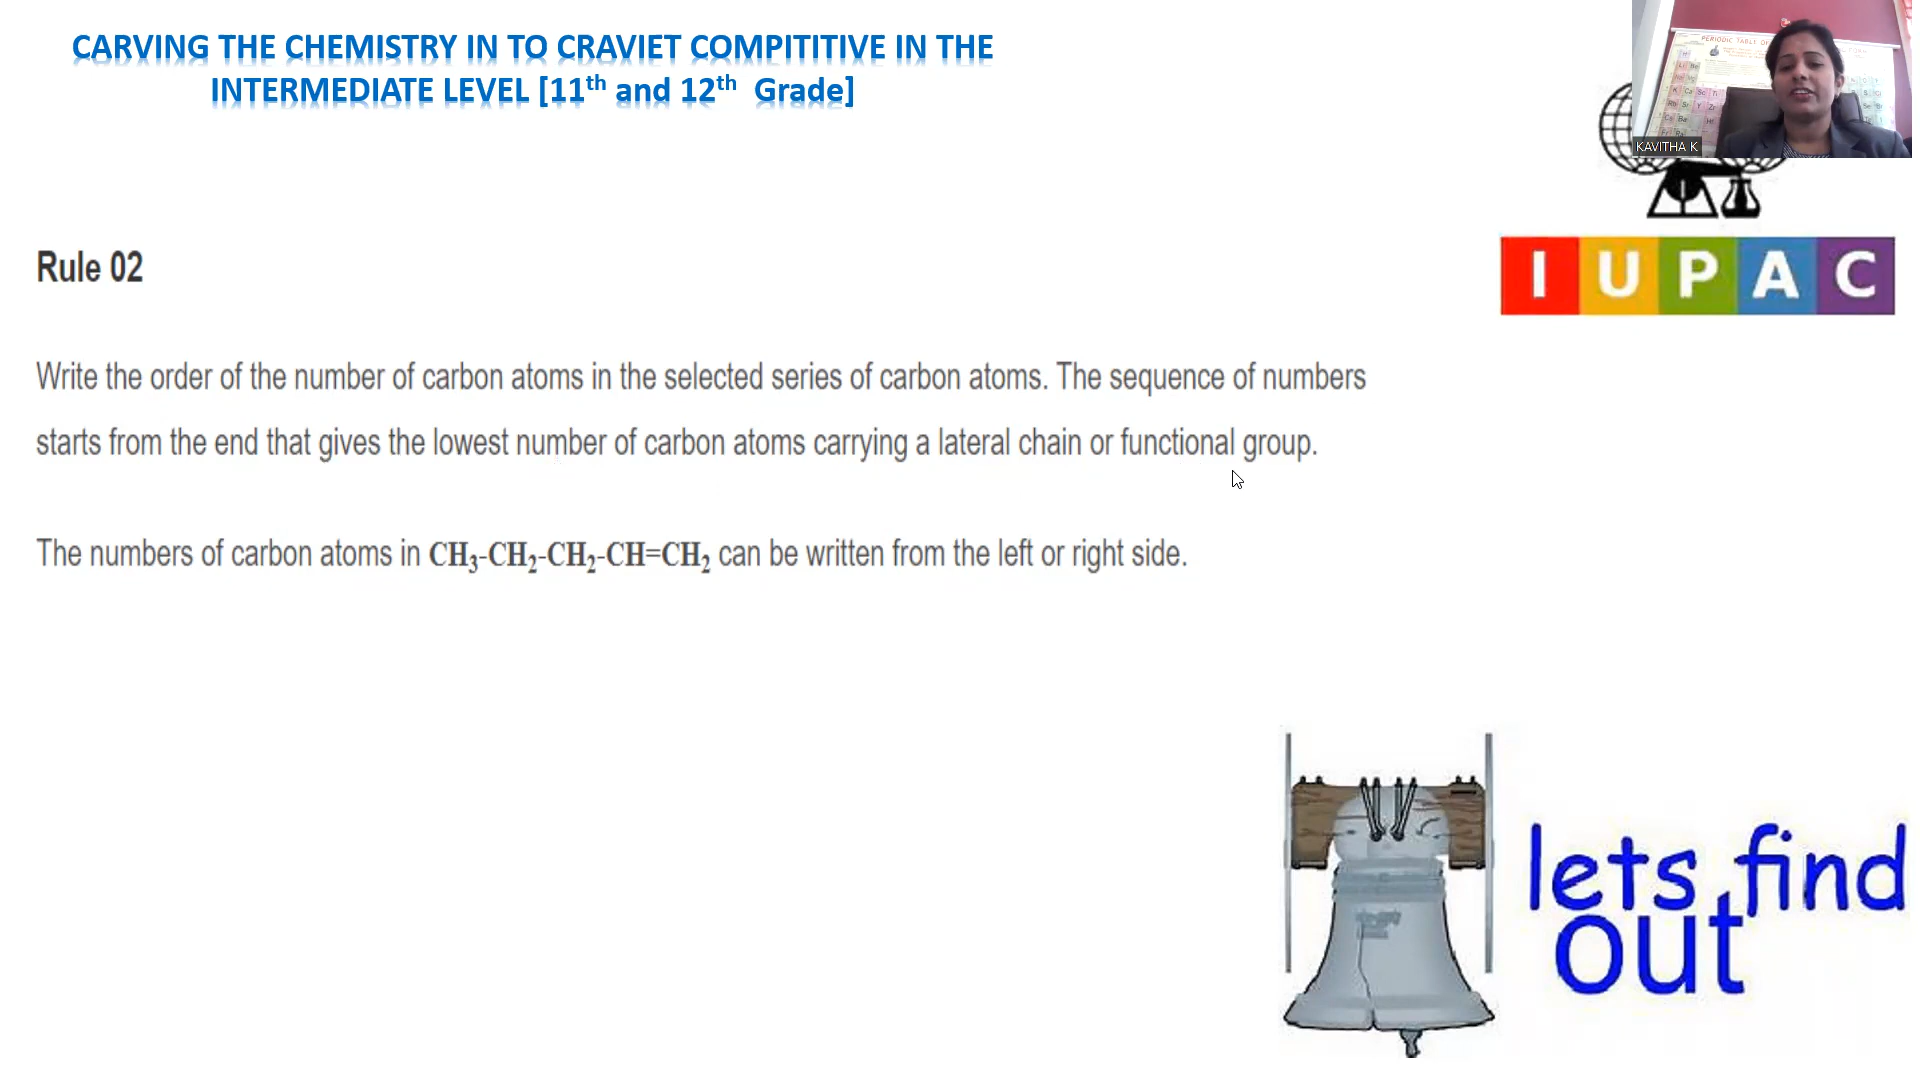 CARVING THE CHEMISTRY IN TO CRAVIET COMPITITIVE IN THE
INTERMEDIATE LEVEL [11th and 12th Grade]
PERIODIC TABLE OF
KAVITHA K
I U P A C
Rule 02
Write the order of the number of carbon atoms in the selected series of carbon atoms. The sequence of numbers
starts from the end that gives the lowest number of carbon atoms carrying a lateral chain or functional group.
The numbers of carbon atoms in CH₃-CH₂-CH₂-CH=CH₂ can be written from the left or right side.
lets find
out